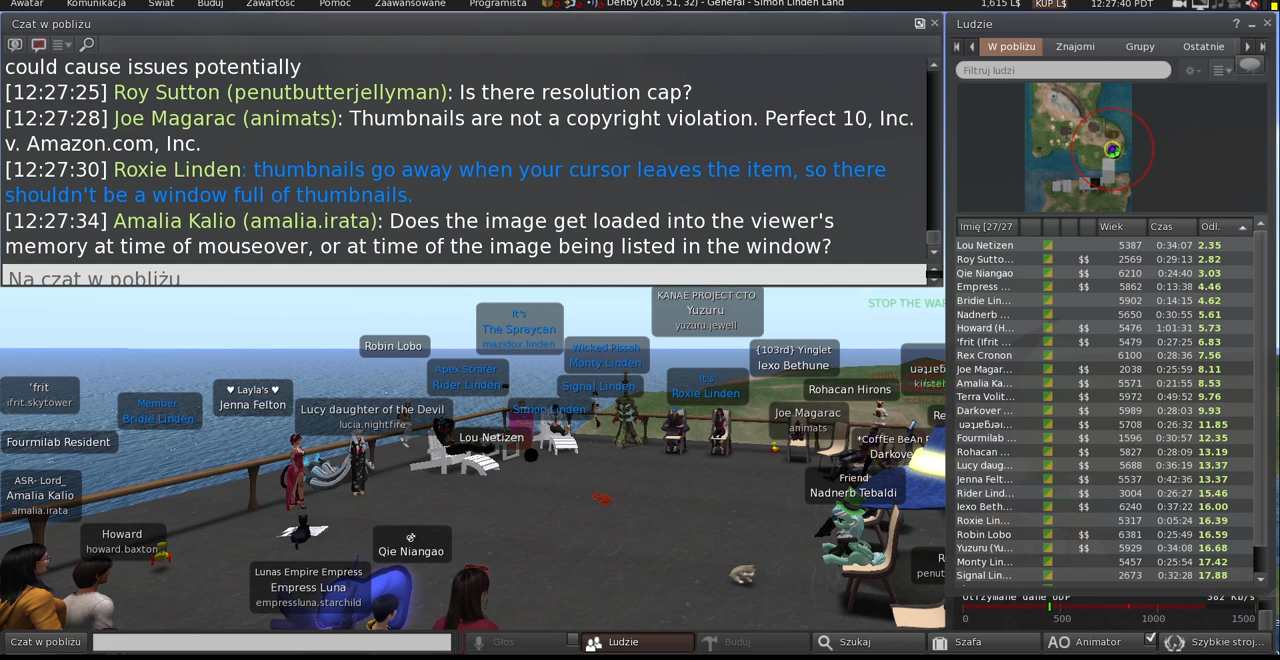 Awatar Komunikacja Świat Buduj Zawartość Pomoc Zaawansowane Programista Denby (208, 51, 32) - General - Simon Linden Land 1,615 L$ KUP L$ 12:27:40 PDT
Czat w pobliżu
could cause issues potentially
[12:27:25] Roy Sutton (penutbutterjellyman): Is there resolution cap?
[12:27:28] Joe Magarac (animats): Thumbnails are not a copyright violation. Perfect 10, Inc.
v. Amazon.com, Inc.
[12:27:30] Roxie Linden: thumbnails go away when your cursor leaves the item, so there
shouldn't be a window full of thumbnails.
[12:27:34] Amalia Kalio (amalia.irata): Does the image get loaded into the viewer's
memory at time of mouseover, or at time of the image being listed in the window?
Na czat w pobliżu
Ludzie
W pobliżu Znajomi Grupy Ostatnie
Filtruj ludzi
Imię [27/27 Wiek Czas Odl.
Lou Netizen 5387 0:34:07 2.35
Roy Sutto... $$ 2569 0:29:13 2.82
Qie Niangao $$ 6210 0:24:40 3.03
Empress ... $$ 5862 0:13:38 4.46
Bridie Lin... 5902 0:14:15 4.62
Nadnerb ... 5650 0:30:55 5.61
Howard (H... $$ 5476 1:01:31 5.73
'frit (Ifrit ... $$ 5479 0:27:25 6.83
Rex Cronon 6100 0:28:36 7.56
Joe Magar... $$ 2038 0:25:59 8.11
Amalia Ka... $$ 5571 0:21:55 8.53
Terra Volit... $$ 5972 0:49:52 9.76
Darkover ... $$ 5989 0:28:03 9.93
$$ 5708 0:26:32 11.85
Fourmilab ... $$ 1596 0:30:57 12.35
Rohacan ... $$ 5827 0:28:09 13.19
Lucy daug... $$ 5688 0:36:19 13.37
Jenna Felt... $$ 5537 0:42:36 13.37
Rider Lind... $$ 3004 0:26:27 15.46
Iexo Beth... $$ 6240 0:37:22 16.00
Roxie Lin... 5317 0:05:24 16.39
Robin Lobo $$ 6381 0:25:49 16.59
Yuzuru (Yu... $$ 5929 0:34:08 16.68
Monty Lin... 5457 0:25:54 17.42
Signal Lin... 2673 0:32:28 17.88
Otrzymane dane UDP 382 Kb/s
0 500 1000 1500
KANAE PROJECT CTO
Yuzuru
yuzuru.jewell
STOP THE WAR
It's
The Spraycan
mazidox.linden
Robin Lobo
Wicked Pissah
Monty Linden
{103rd} Yinglet
Iexo Bethune
Apex Strafer
Rider Linden
Signal Linden
It's
Roxie Linden
Rohacan Hirons
'frit
ifrit.skytower
Member
Bridie Linden
♥ Layla's ♥
Jenna Felton
Lucy daughter of the Devil
lucia.nightfire
Simon Linden
Joe Magarac
animats
Re
Fourmilab Resident
Lou Netizen
*CoffEe BeAn F
Darkove
ASR- Lord_
Amalia Kalio
amalia.irata
Friend
Nadnerb Tebaldi
Howard
howard.baxton
Qie Niangao
R
penut
Lunas Empire Empress
Empress Luna
empressluna.starchild
Czat w pobliżu Głos Ludzie Buduj Szukaj Szafa AO Animator Szybkie stroj...